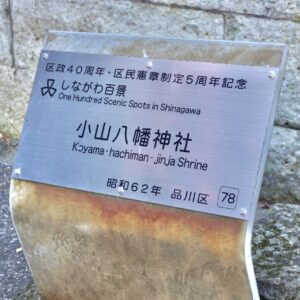 区政40周年・区民憲章制定5周年記念
しながわ百景
One Hundred Scenic Spots in Shinagawa
小山八幡神社
Koyama-hachiman-jinja Shrine
昭和62年 品川区 78